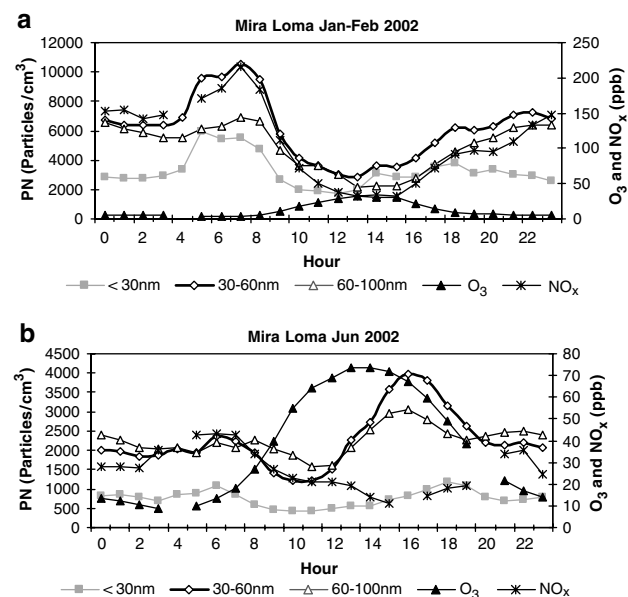 a
Mira Loma Jan-Feb 2002
12000 250
10000 200
8000 150
6000
4000 100
2000 50
0 0
PN (Particles/cm³)
O₃ and NOₓ (ppb)
0 2 4 6 8 10 12 14 16 18 20 22
Hour
< 30nm 30-60nm 60-100nm O₃ NOₓ
b
Mira Loma Jun 2002
4500 80
4000 70
3500 60
3000 50
2500 40
2000
1500 30
1000 20
500 10
0 0
PN (Particles/cm³)
O₃ and NOₓ (ppb)
0 2 4 6 8 10 12 14 16 18 20 22
Hour
<30nm 30-60nm 60-100nm O₃ NOₓ